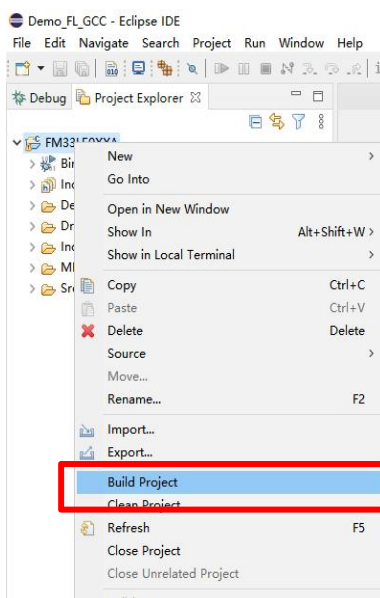 Demo_FL_GCC - Eclipse IDE
File Edit Navigate Search Project Run Window Help
Debug Project Explorer
New
Go Into
Open in New Window
Show In Alt+Shift+W >
Show in Local Terminal
Copy Ctrl+C
Paste Ctrl+V
Delete Delete
Source
Move...
Rename... F2
Import...
Export...
Build Project
Clean Project
Refresh F5
Close Project
Close Unrelated Project